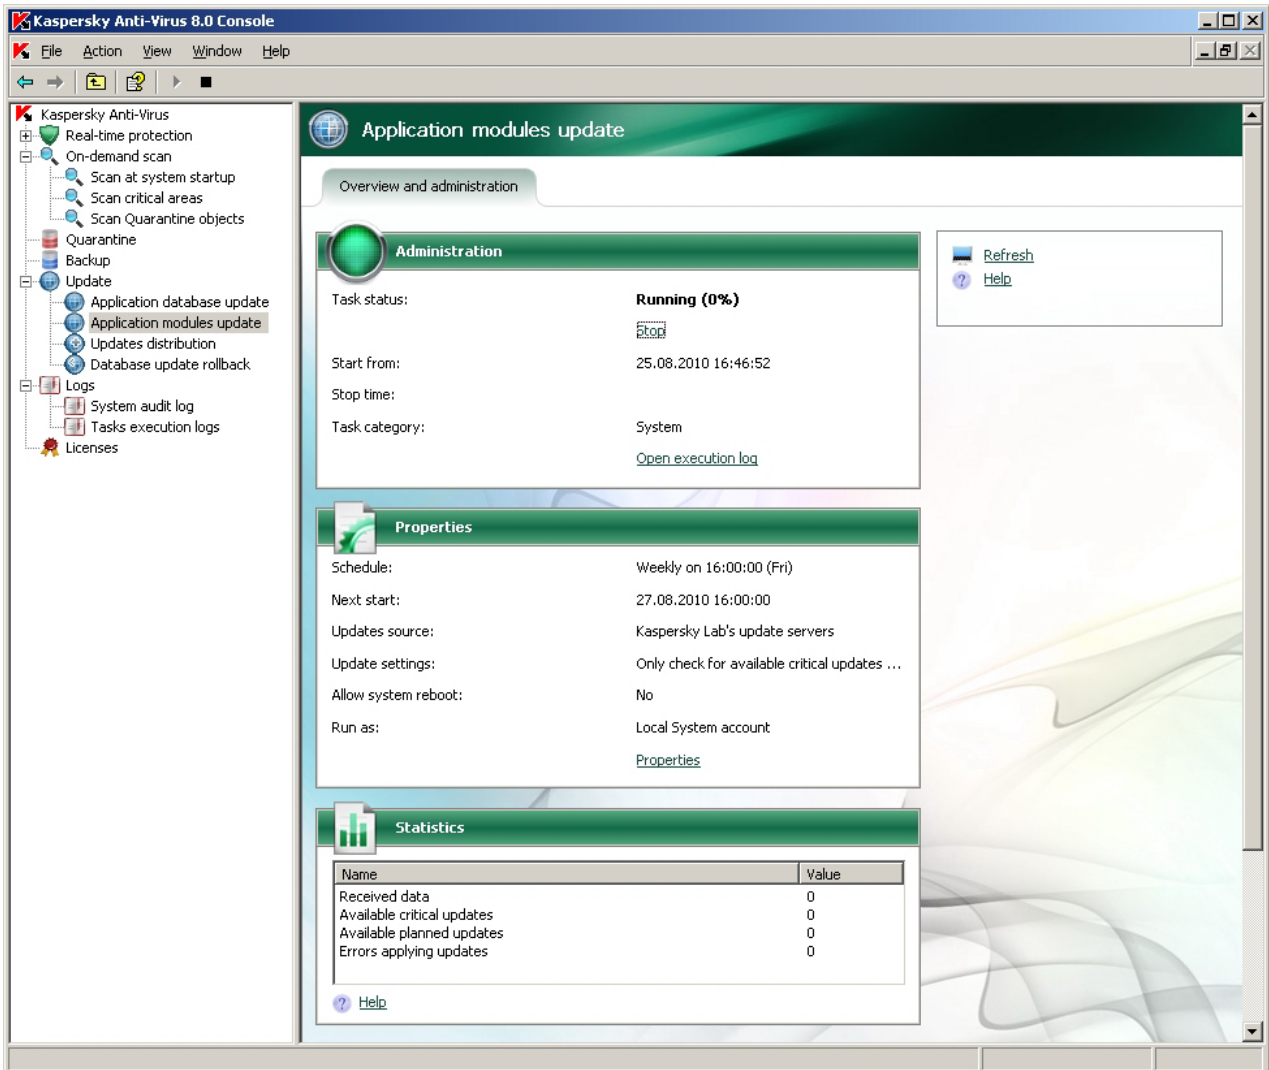 Kaspersky Anti-Virus 8.0 Console
File Action View Window Help
Kaspersky Anti-Virus
Real-time protection
On-demand scan
Scan at system startup
Scan critical areas
Scan Quarantine objects
Quarantine
Backup
Update
Application database update
Application modules update
Updates distribution
Database update rollback
Logs
System audit log
Tasks execution logs
Licenses
Application modules update
Overview and administration
Administration
Task status: Running (0%)
Stop
Start from: 25.08.2010 16:46:52
Stop time:
Task category: System
Open execution log
Properties
Schedule: Weekly on 16:00:00 (Fri)
Next start: 27.08.2010 16:00:00
Updates source: Kaspersky Lab's update servers
Update settings: Only check for available critical updates ...
Allow system reboot: No
Run as: Local System account
Properties
Statistics
Name Value
Received data 0
Available critical updates 0
Available planned updates 0
Errors applying updates 0
Help
Refresh
Help